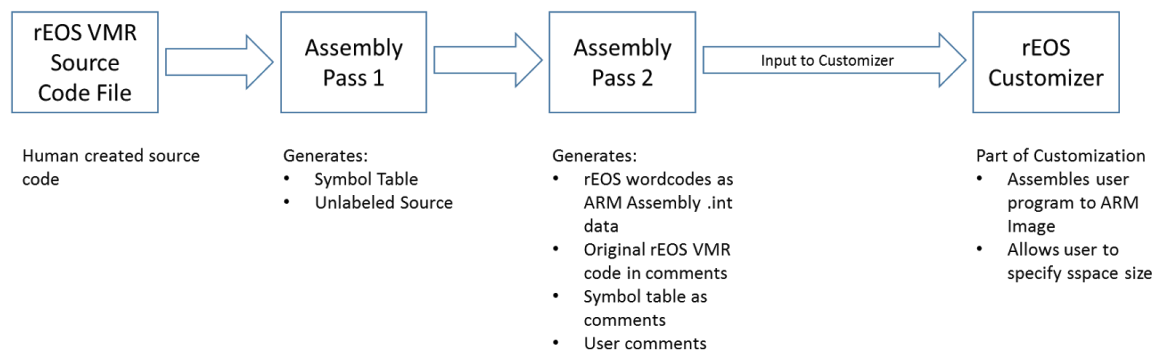 rEOS VMR
Source
Code File
Assembly
Pass 1
Assembly
Pass 2
Input to Customizer
rEOS
Customizer
Human created source
code
Generates:
• Symbol Table
• Unlabeled Source
Generates:
• rEOS wordcodes as
ARM Assembly .int
data
• Original rEOS VMR
code in comments
• Symbol table as
comments
• User comments
Part of Customization
• Assembles user
program to ARM
Image
• Allows user to
specify sspace size